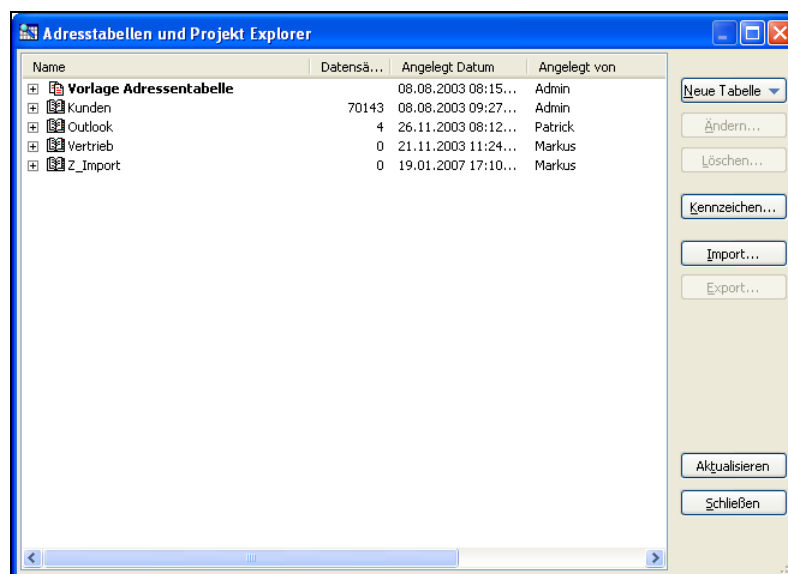 Adresstabellen und Projekt Explorer
Name Datensä... Angelegt Datum Angelegt von
Vorlage Adressentabelle 08.08.2003 08:15... Admin
Kunden 70143 08.08.2003 09:27... Admin
Outlook 4 26.11.2003 08:12... Patrick
Vertrieb 0 21.11.2003 11:24... Markus
Z_Import 0 19.01.2007 17:10... Markus
Neue Tabelle
Ändern...
Löschen...
Kennzeichen...
Import...
Export...
Aktualisieren
Schließen